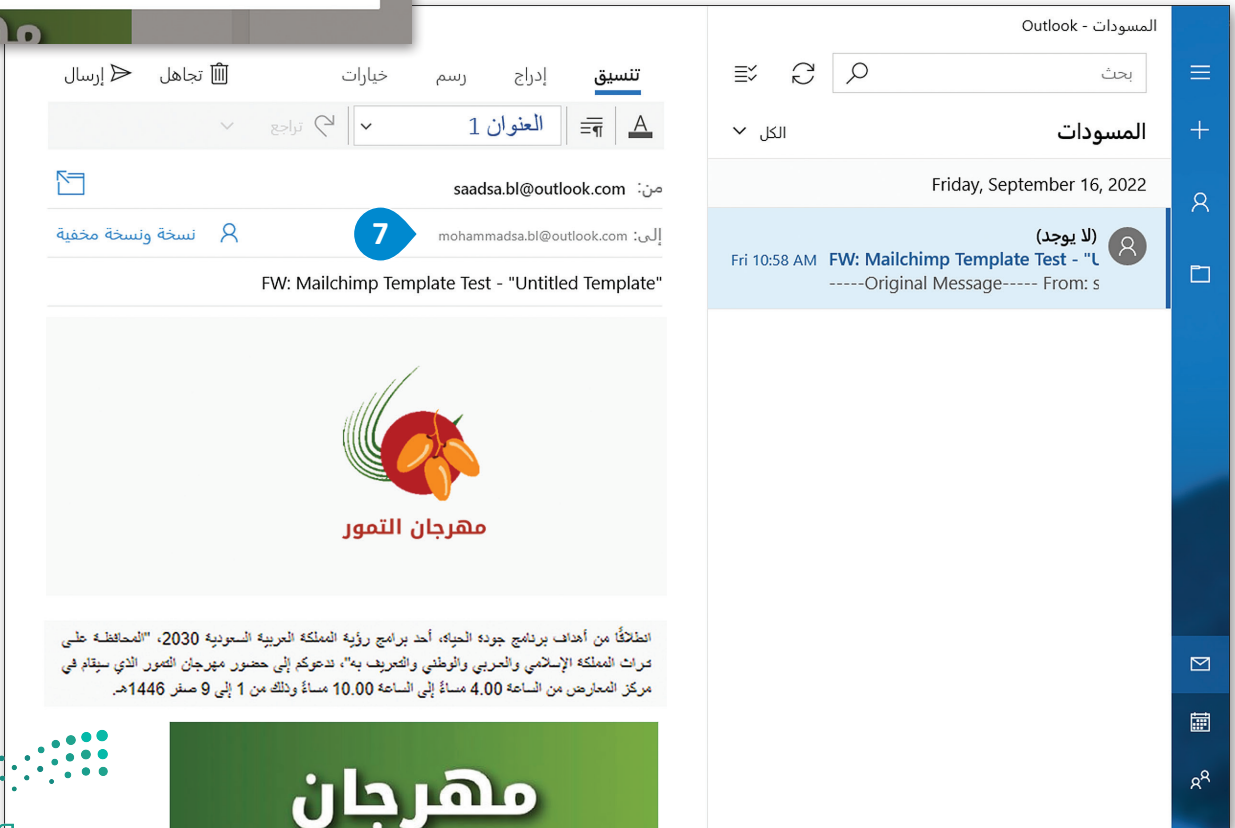 المسودات - Outlook
بحث
المسودات
الكل
Friday, September 16, 2022
(لا يوجد)
FW: Mailchimp Template Test - "U
Fri 10:58 AM
-----Original Message----- From: s
تنسيق إدراج رسم خيارات تجاهل إرسال
العنوان 1 تراجع
من: saadsa.bl@outlook.com
إلى: mohammadsa.bl@outlook.com
7
نسخة ونسخة مخفية
FW: Mailchimp Template Test - "Untitled Template"
مهرجان التمور
انطلاقًا من أهداف برنامج جودة الحياة، أحد برامج رؤية المملكة العربية السعودية 2030، "المحافظة على
تراث المملكة الإسلامي والعربي والوطني والتعريف به"، ندعوكم إلى حضور مهرجان التمور الذي سيقام في
مركز المعارض من الساعة 4.00 مساءً إلى الساعة 10.00 مساءً وذلك من 1 إلى 9 صفر 1446هـ.
مهرجان